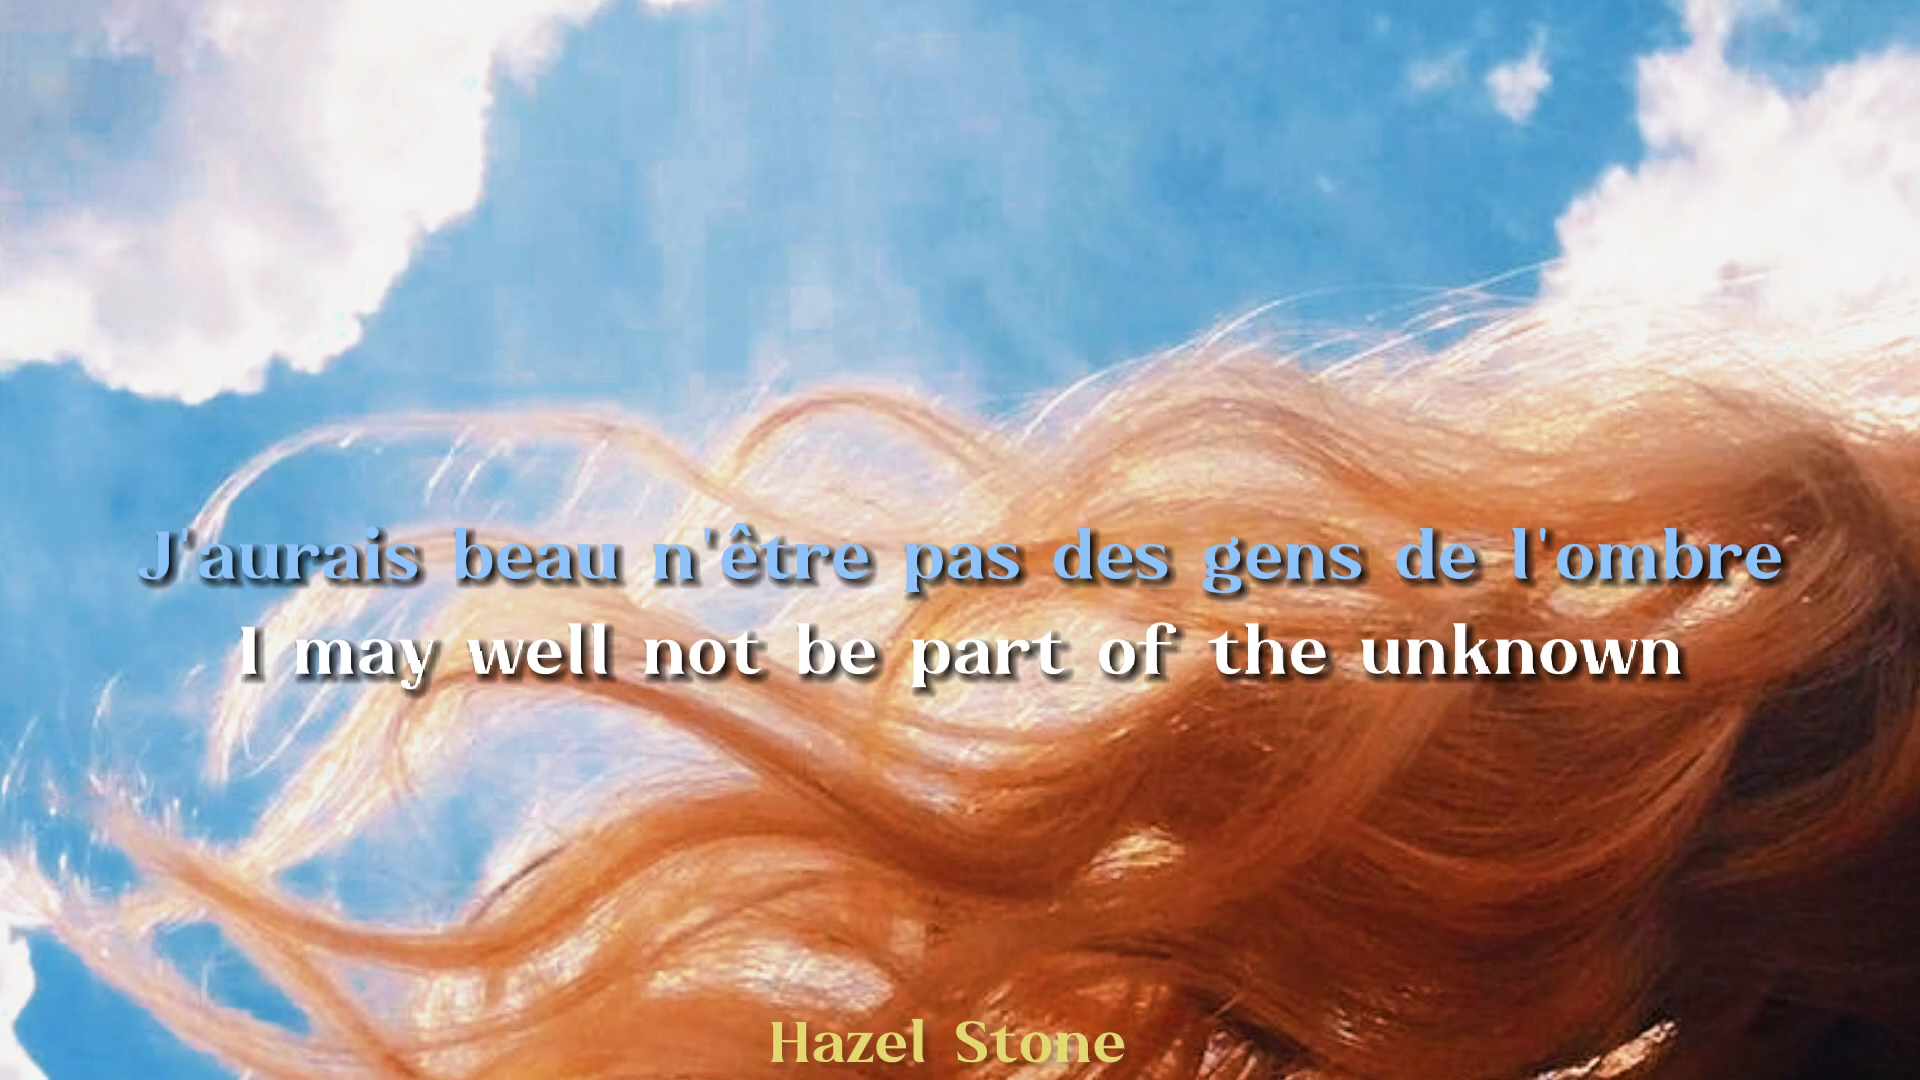 J'aurais beau n'être pas des gens de l'ombre
I may well not be part of the unknown
Hazel Stone